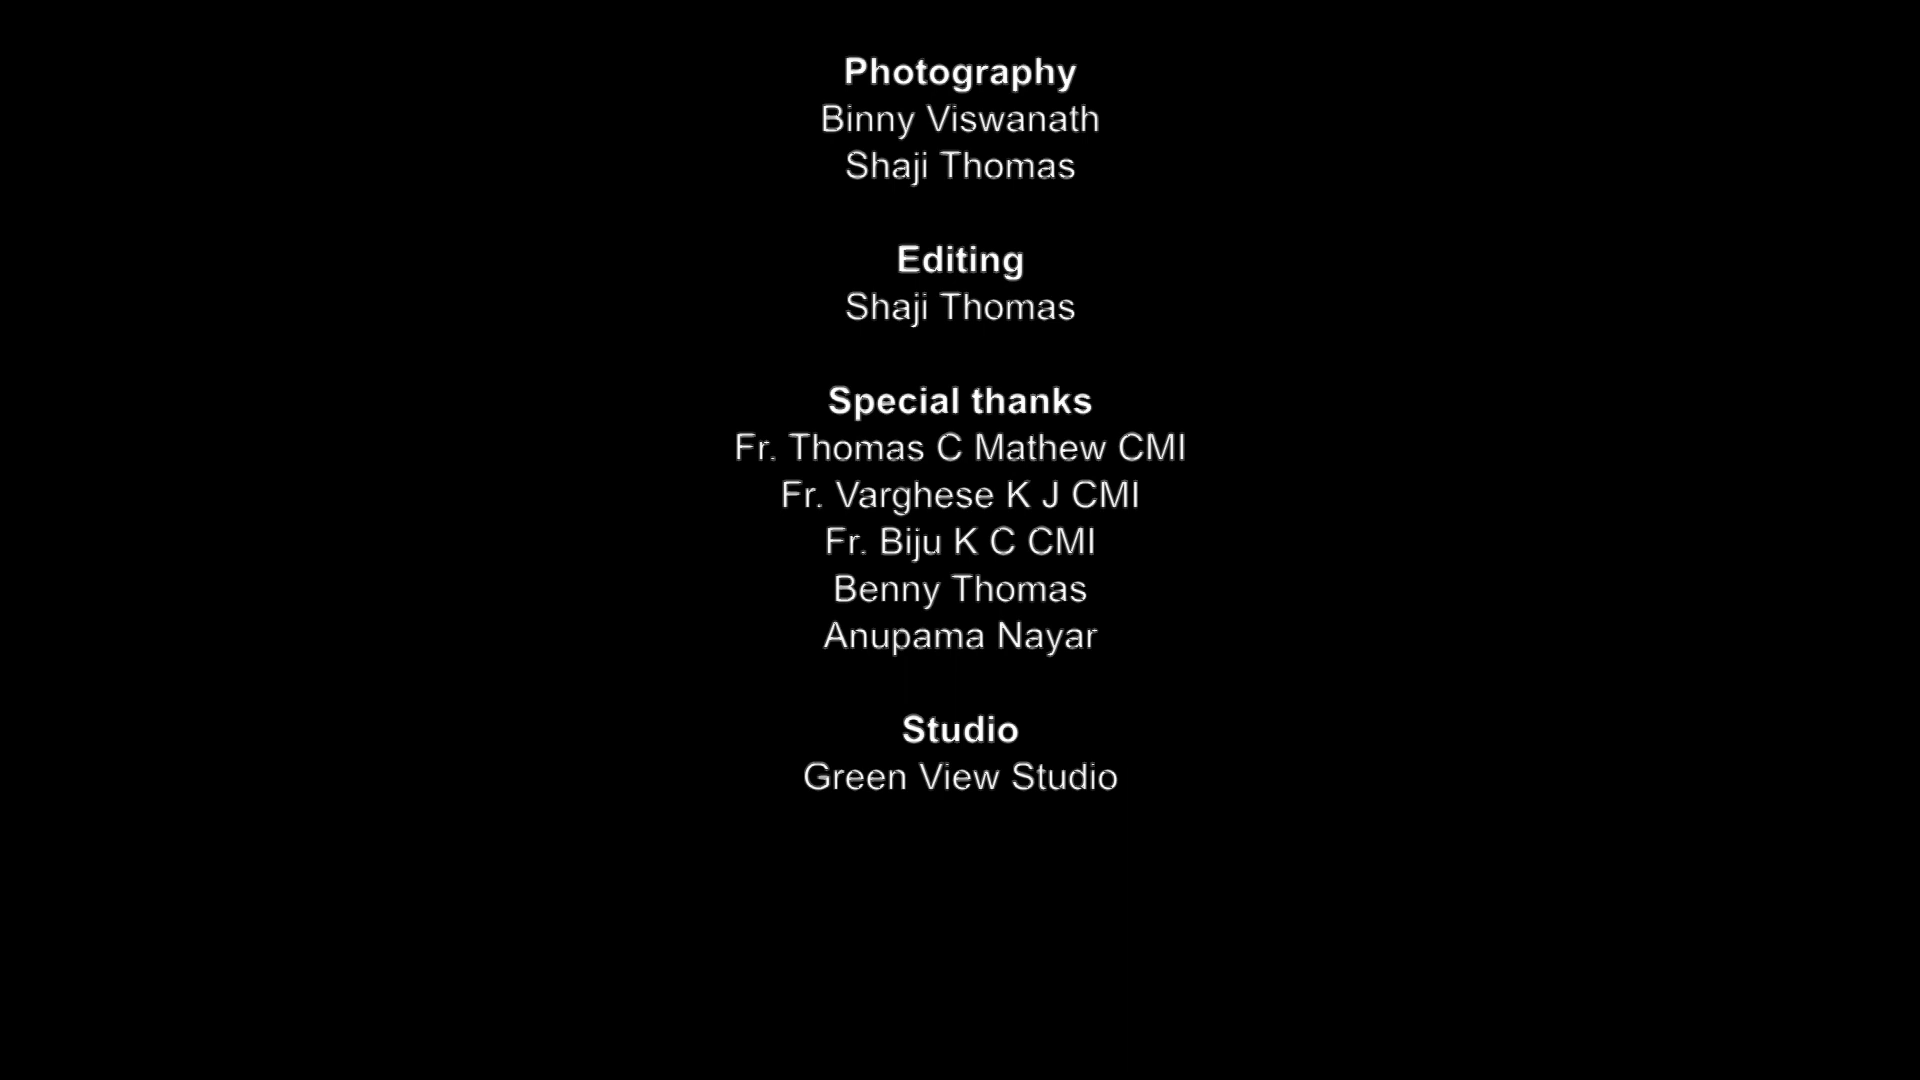 Photography
Binny Viswanath
Shaji Thomas
Editing
Shaji Thomas
Special thanks
Fr. Thomas C Mathew CMI
Fr. Varghese K J CMI
Fr. Biju K C CMI
Benny Thomas
Anupama Nayar
Studio
Green View Studio